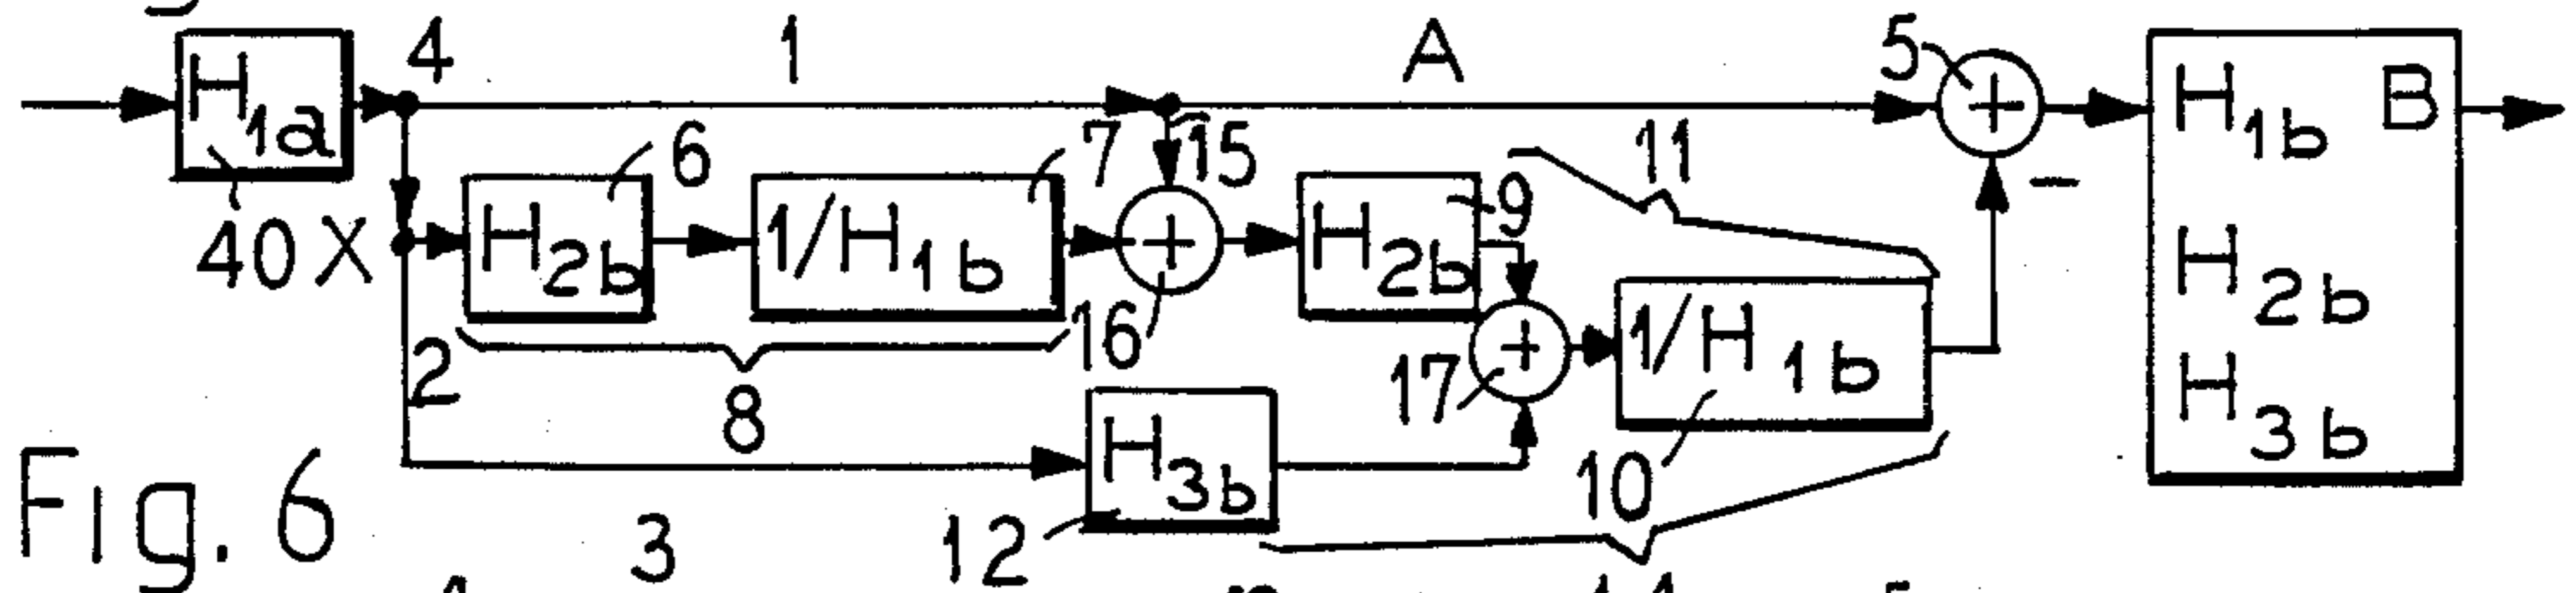 4 1 A 5
H1a H1b B
6 7 15 11
40 X H2b 1/H1b + H2b 9 H2b
2 8 16 17 + 1/H1b H3b
H3b 10
Fig. 6 3 12